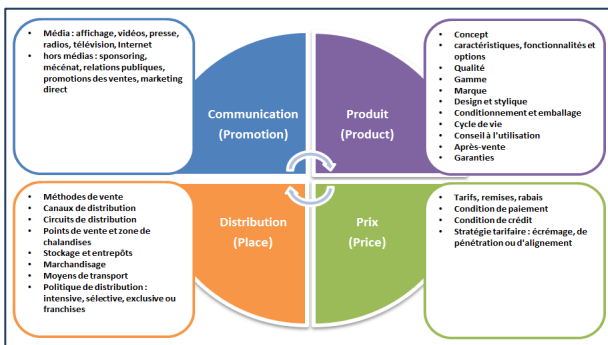 Média : affichage, vidéos, presse,
radios, télévision, Internet
hors médias : sponsoring,
mécénat, relations publiques,
promotions des ventes, marketing
direct
Communication
(Promotion)
Produit
(Product)
Concept
caractéristiques, fonctionnalités et
options
Qualité
Gamme
Marque
Design et stylique
Conditionnement et emballage
Cycle de vie
Conseil à l'utilisation
Après-vente
Garanties
Méthodes de vente
Canaux de distribution
Circuits de distribution
Points de vente et zone de
chalandises
Stockage et entrepôts
Marchandisage
Moyens de transport
Politique de distribution :
intensive, sélective, exclusive ou
franchises
Distribution
(Place)
Prix
(Price)
Tarifs, remises, rabais
Condition de paiement
Condition de crédit
Stratégie tarifaire : écrémage, de
pénétration ou d'alignement